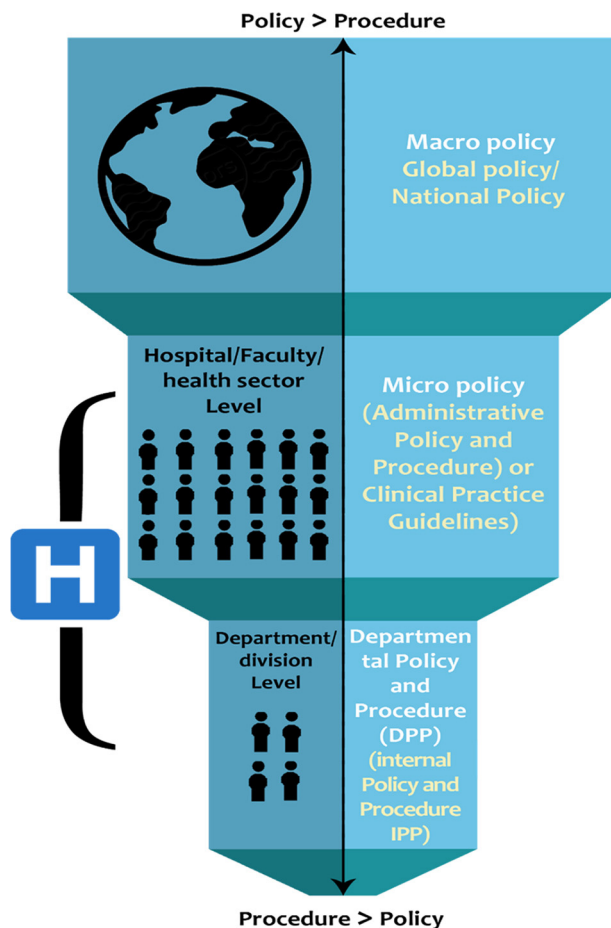 Policy > Procedure
Macro policy
Global policy/
National Policy
Hospital/Faculty/
health sector
Level
Micro policy
(Administrative
Policy and
Procedure) or
Clinical Practice
Guidelines)
H
Department/
division
Level
Departmen
tal Policy
and
Procedure
(DPP)
(internal
Policy and
Procedure
IPP)
Procedure > Policy